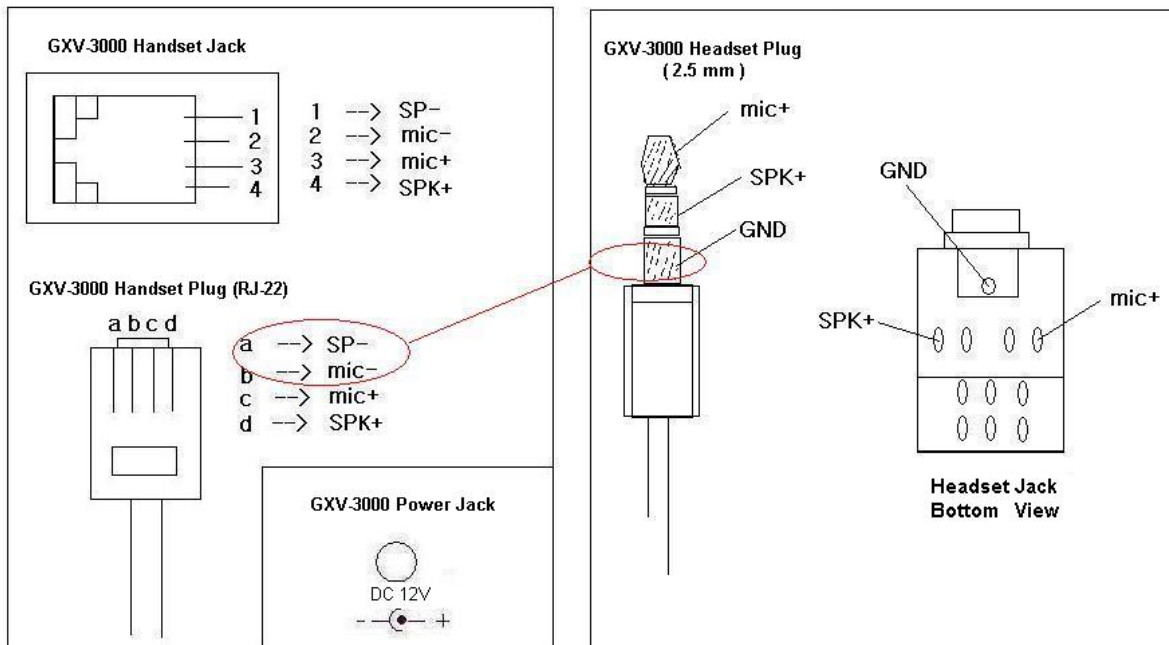 GXV-3000 Handset Jack
1
2
3
4
1 --> SP-
2 --> mic-
3 --> mic+
4 --> SPK+
GXV-3000 Handset Plug (RJ-22)
a b c d
a --> SP-
b --> mic-
c --> mic+
d --> SPK+
GXV-3000 Power Jack
DC 12V
- +
GXV-3000 Headset Plug
( 2.5 mm )
mic+
SPK+
GND
GND
SPK+
mic+
Headset Jack
Bottom View